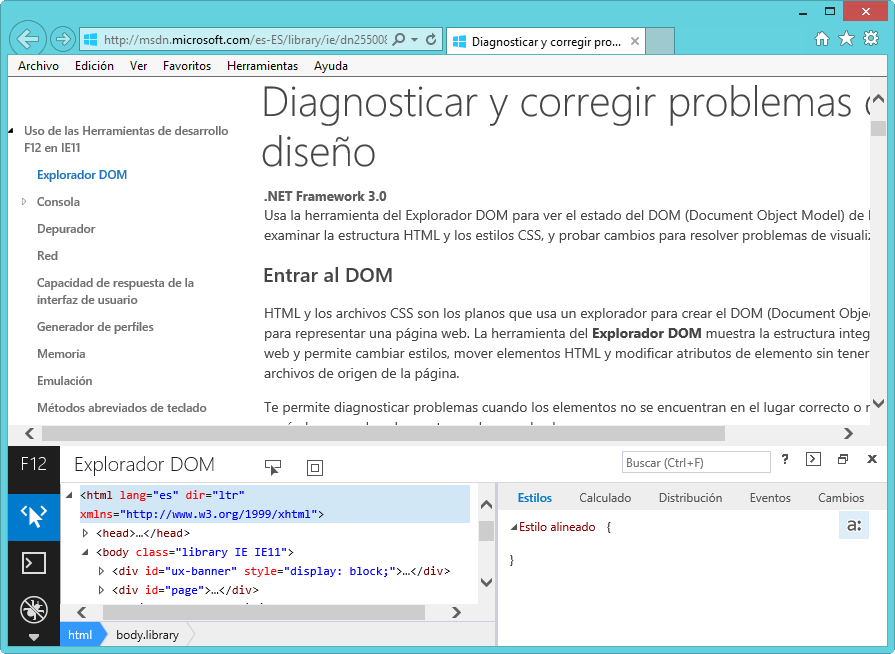 http://msdn.microsoft.com/es-ES/library/ie/dn25500
Diagnosticar y corregir pro...
Archivo Edición Ver Favoritos Herramientas Ayuda
Uso de las Herramientas de desarrollo
F12 en IE11
Explorador DOM
Consola
Depurador
Red
Capacidad de respuesta de la
interfaz de usuario
Generador de perfiles
Memoria
Emulación
Métodos abreviados de teclado
Diagnosticar y corregir problemas
diseño
.NET Framework 3.0
Usa la herramienta del Explorador DOM para ver el estado del DOM (Document Object Model) de
examinar la estructura HTML y los estilos CSS, y probar cambios para resolver problemas de visualiz
Entrar al DOM
HTML y los archivos CSS son los planos que usa un explorador para crear el DOM (Document Obje
para representar una página web. La herramienta del Explorador DOM muestra la estructura integ
web y permite cambiar estilos, mover elementos HTML y modificar atributos de elemento sin tener
archivos de origen de la página.
Te permite diagnosticar problemas cuando los elementos no se encuentran en el lugar correcto o
F12 Explorador DOM
Buscar (Ctrl+F) ?
<html lang="es" dir="ltr"
xmlns="http://www.w3.org/1999/xhtml">
<head>...</head>
<body class="library IE IE11">
<div id="ux-banner" style="display: block;">...</div>
<div id="page">...</div>
html body.library
Estilos Calculado Distribución Eventos Cambios
Estilo alineado {
}
a: